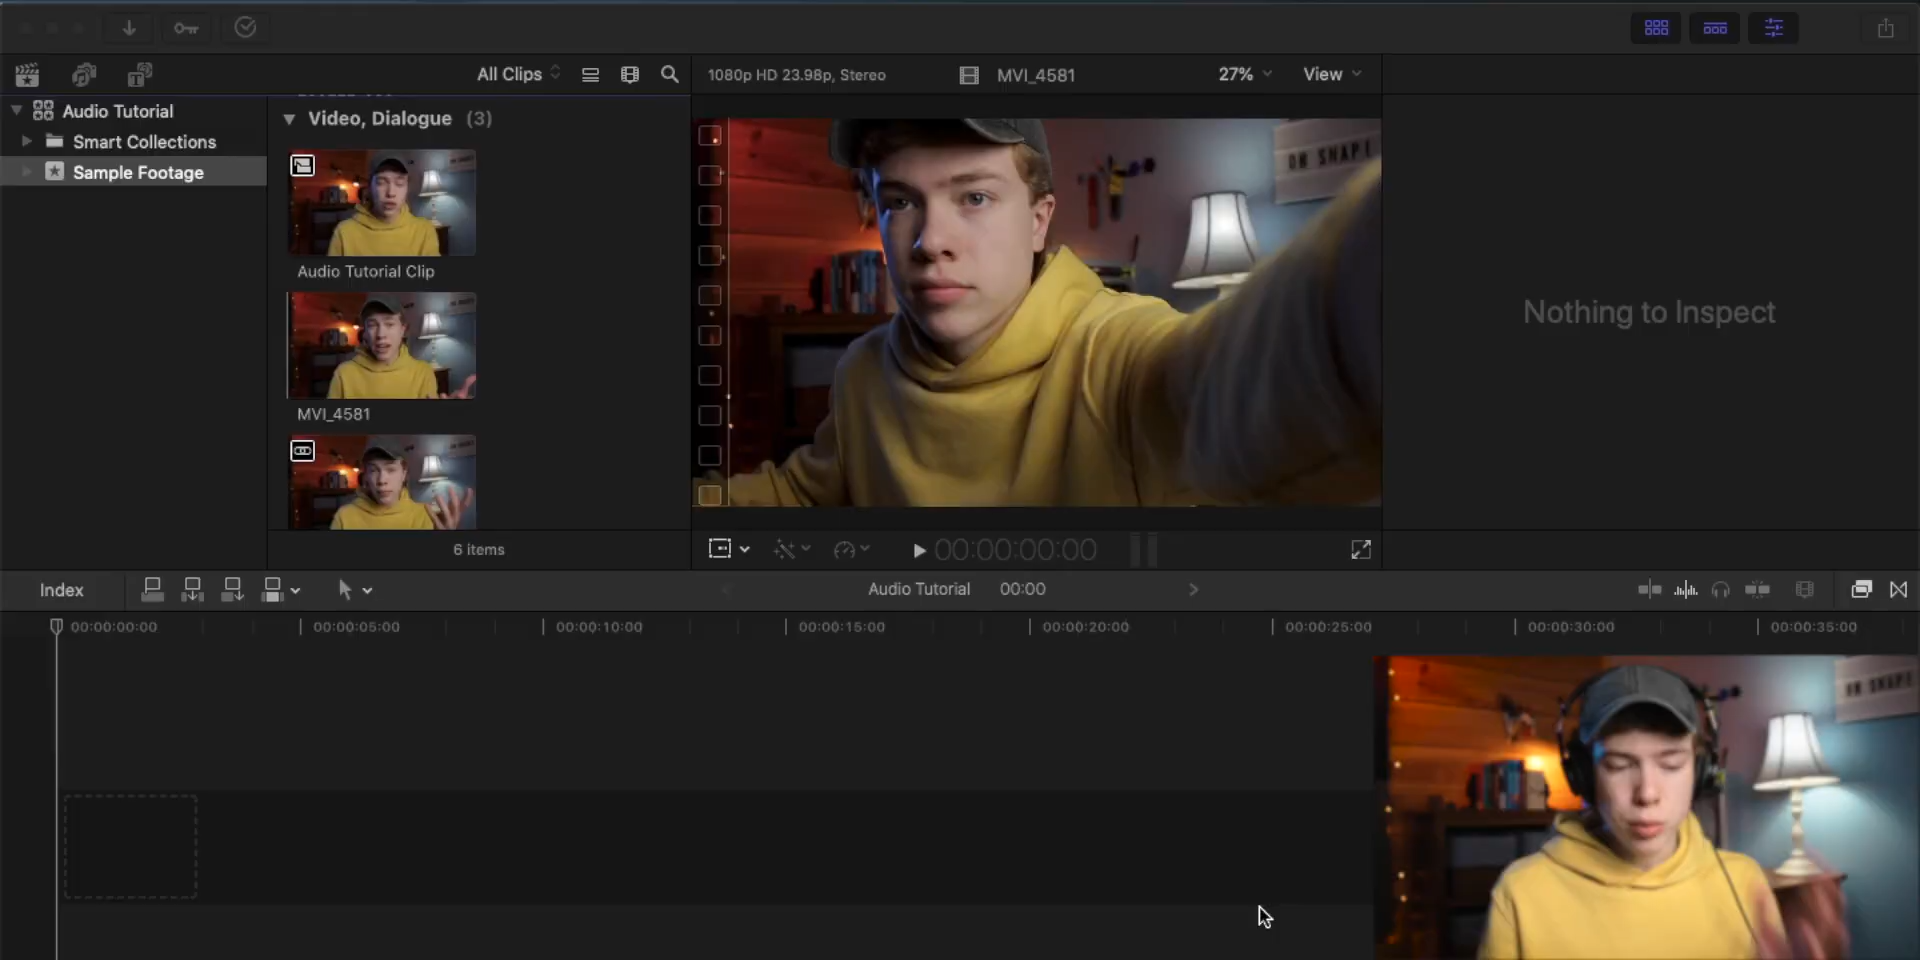 All Clips
1080p HD 23.98p, Stereo
MVI_4581
27%
View
Audio Tutorial
Smart Collections
Sample Footage
Video, Dialogue (3)
Audio Tutorial Clip
MVI_4581
6 items
Nothing to Inspect
00:00:00:00
Index
Audio Tutorial 00:00
00:00:00:00
00:00:05:00
00:00:10:00
00:00:15:00
00:00:20:00
00:00:25:00
00:00:30:00
00:00:35:00